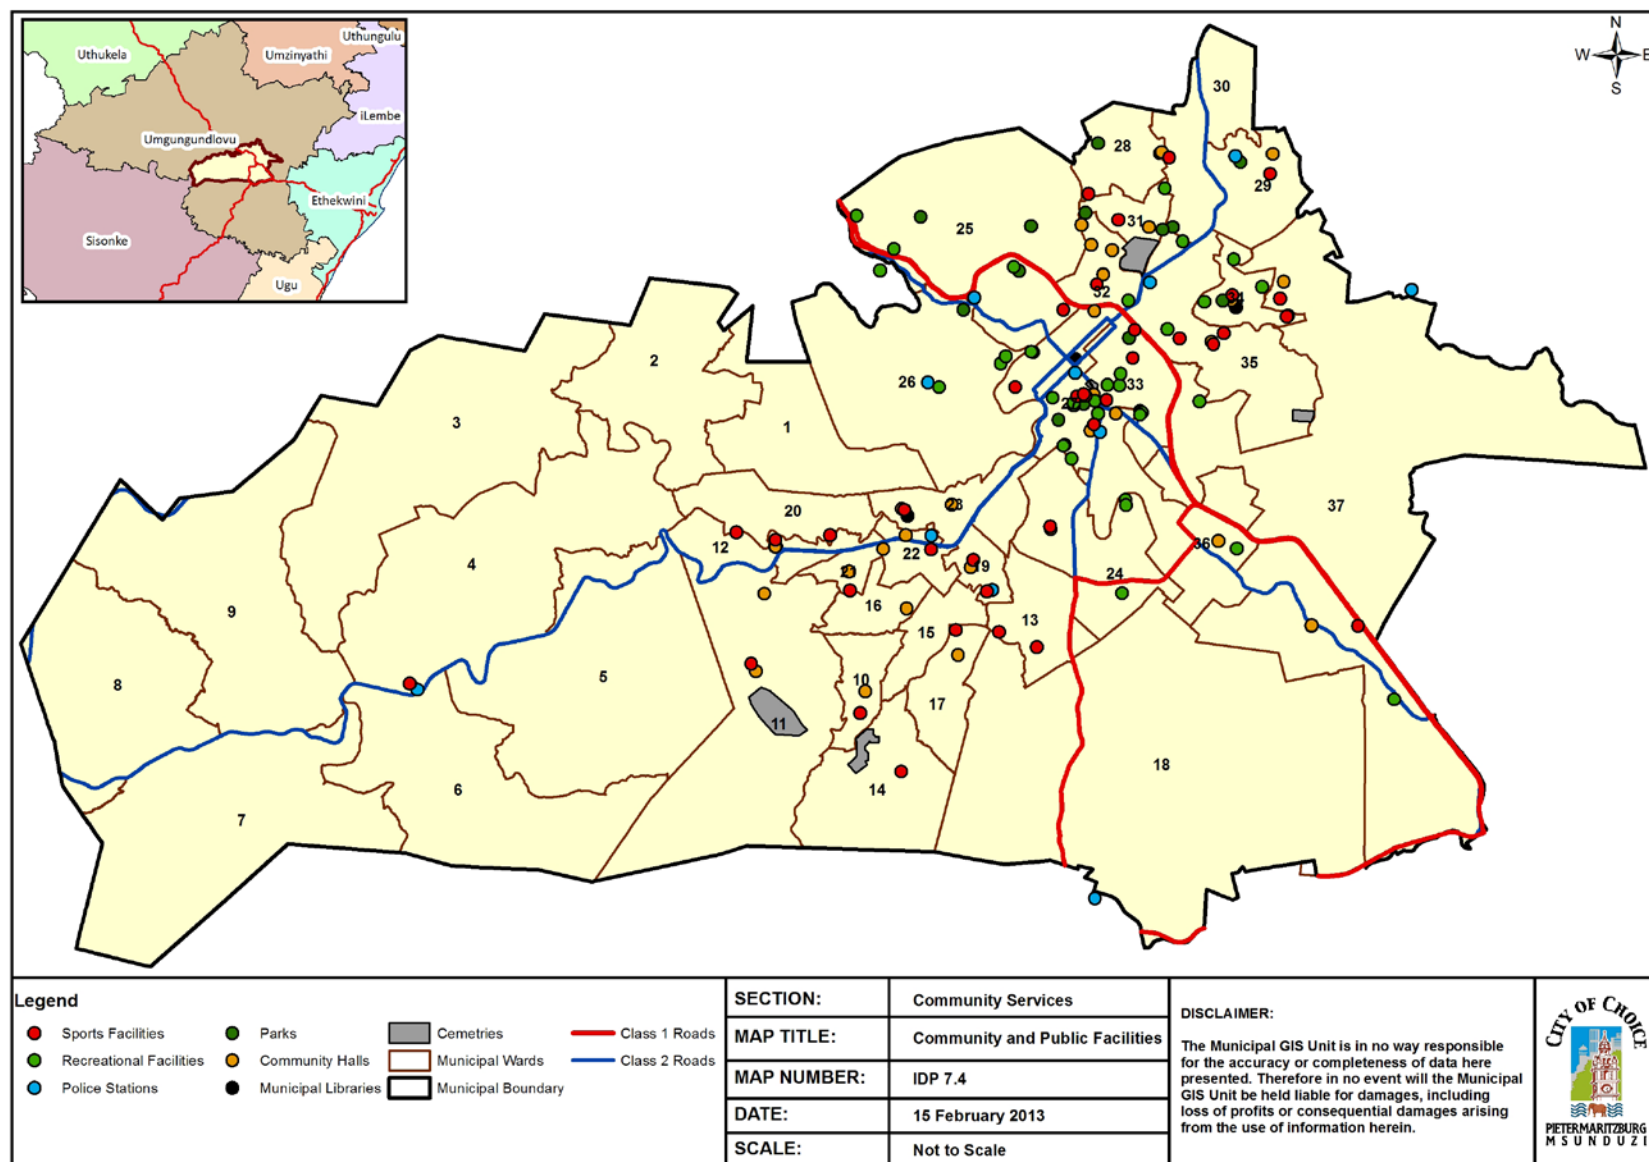 Uthukela
Umzinyathi
Uthungulu
iLembe
Umgungundlovu
Ethekwini
Sisonke
Ugu
N
W
E
S
30
28
29
25
31
32
34
35
2
26
33
27
3
1
37
20
23
12
22
36
4
21
19
24
16
9
15
13
8
5
10
17
11
18
6
14
7
Legend
Sports Facilities
Recreational Facilities
Police Stations
Parks
Community Halls
Municipal Libraries
Cemetries
Municipal Wards
Municipal Boundary
Class 1 Roads
Class 2 Roads
SECTION: Community Services
MAP TITLE: Community and Public Facilities
MAP NUMBER: IDP 7.4
DATE: 15 February 2013
SCALE: Not to Scale
DISCLAIMER:
The Municipal GIS Unit is in no way responsible
for the accuracy or completeness of data here
presented. Therefore in no event will the Municipal
GIS Unit be held liable for damages, including
loss of profits or consequential damages arising
from the use of information herein.
CITY OF CHOICE
PIETERMARITZBURG
MSUNDUZI